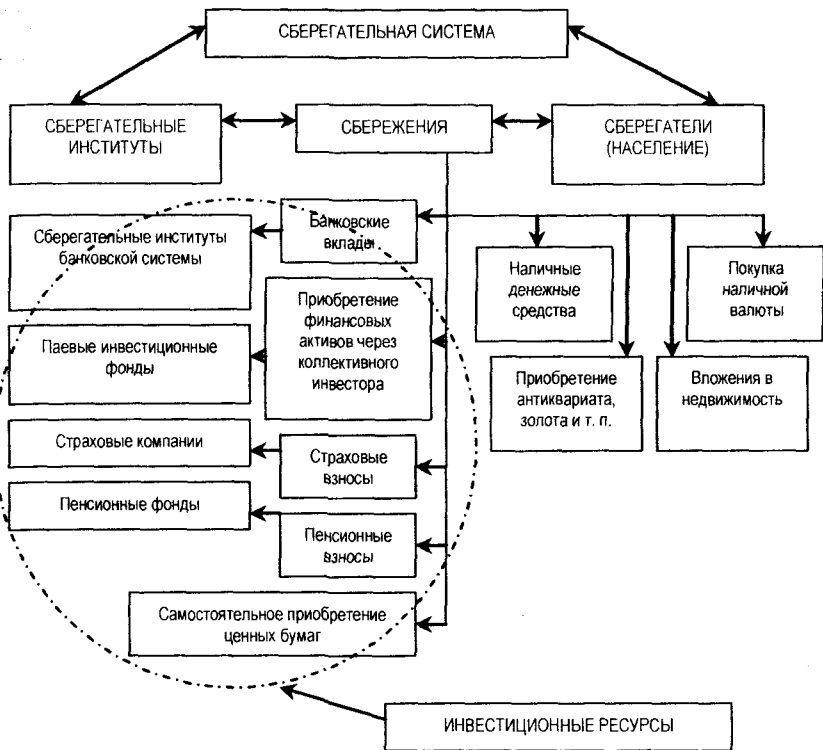 СБЕРЕГАТЕЛЬНАЯ СИСТЕМА
СБЕРЕГАТЕЛЬНЫЕ
ИНСТИТУТЫ
СБЕРЕЖЕНИЯ
СБЕРЕГАТЕЛИ
(НАСЕЛЕНИЕ)
Сберегательные институты
банковской системы
Банковские
вклады
Наличные
денежные
средства
Покупка
наличной
валюты
Паевые инвестиционные
фонды
Приобретение
финансовых
активов через
коллективного
инвестора
Приобретение
антиквариата,
золота и т. п.
Вложения в
недвижимость
Страховые компании
Страховые
взносы
Пенсионные фонды
Пенсионные
взносы
Самостоятельное приобретение
ценных бумаг
ИНВЕСТИЦИОННЫЕ РЕСУРСЫ